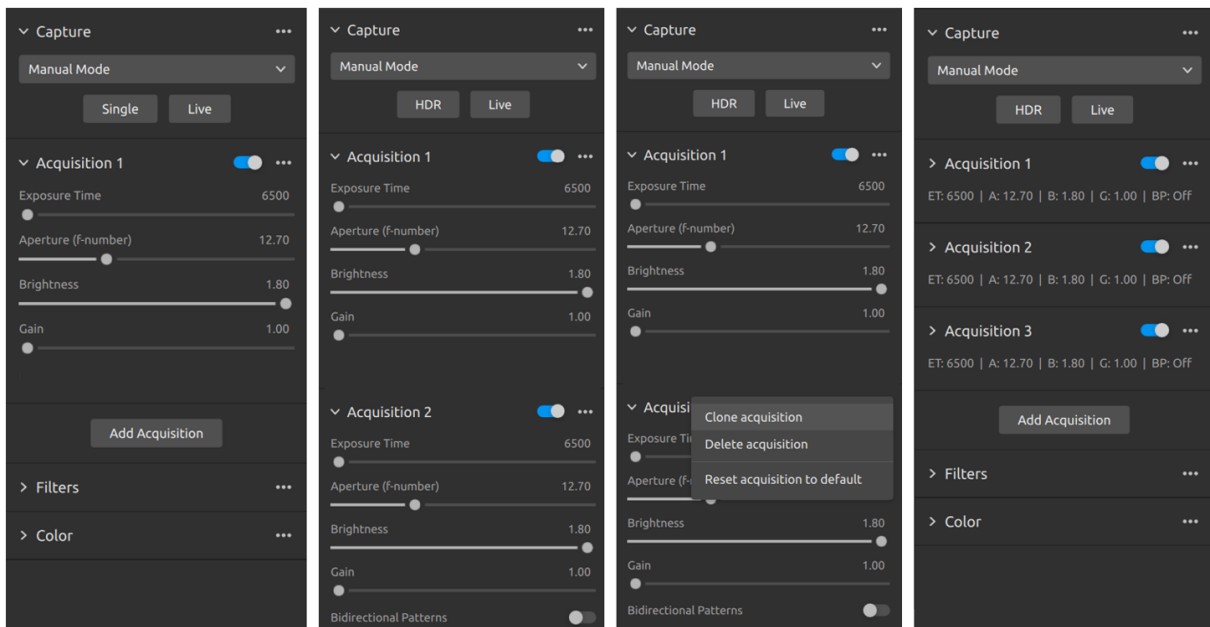 Capture •••
Manual Mode
Single Live
Acquisition 1 •••
Exposure Time 6500
Aperture (f-number) 12.70
Brightness 1.80
Gain 1.00
Add Acquisition
Filters •••
Color •••
Capture •••
Manual Mode
HDR Live
Acquisition 1 •••
Exposure Time 6500
Aperture (f-number) 12.70
Brightness 1.80
Gain 1.00
Acquisition 2 •••
Exposure Time 6500
Aperture (f-number) 12.70
Brightness 1.80
Gain 1.00
Bidirectional Patterns
Capture •••
Manual Mode
HDR Live
Acquisition 1 •••
Exposure Time 6500
Aperture (f-number) 12.70
Brightness 1.80
Gain 1.00
Acquisi
Clone acquisition
Exposure Ti
Delete acquisition
Aperture (f-
Reset acquisition to default
Brightness 1.80
Gain 1.00
Bidirectional Patterns
Capture •••
Manual Mode
HDR Live
Acquisition 1 •••
ET: 6500 | A: 12.70 | B: 1.80 | G: 1.00 | BP: Off
Acquisition 2 •••
ET: 6500 | A: 12.70 | B: 1.80 | G: 1.00 | BP: Off
Acquisition 3 •••
ET: 6500 | A: 12.70 | B: 1.80 | G: 1.00 | BP: Off
Add Acquisition
Filters •••
Color •••